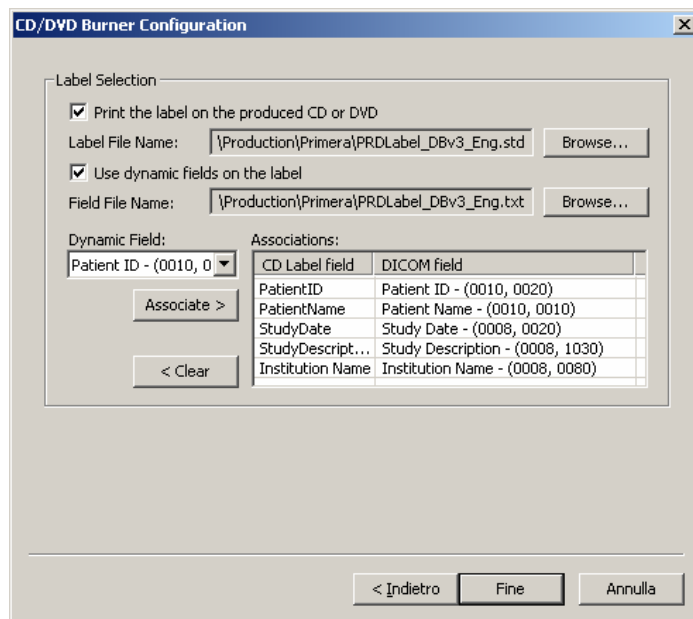 CD/DVD Burner Configuration
Label Selection
Print the label on the produced CD or DVD
Label File Name: \Production\Primera\PRDLabel_DBv3_Eng.std Browse...
Use dynamic fields on the label
Field File Name: \Production\Primera\PRDLabel_DBv3_Eng.txt Browse...
Dynamic Field: Associations:
Patient ID - (0010, 0 CD Label field DICOM field
PatientID Patient ID - (0010, 0020)
Associate > PatientName Patient Name - (0010, 0010)
StudyDate Study Date - (0008, 0020)
StudyDescript... Study Description - (0008, 1030)
< Clear Institution Name Institution Name - (0008, 0080)
< Indietro Fine Annulla